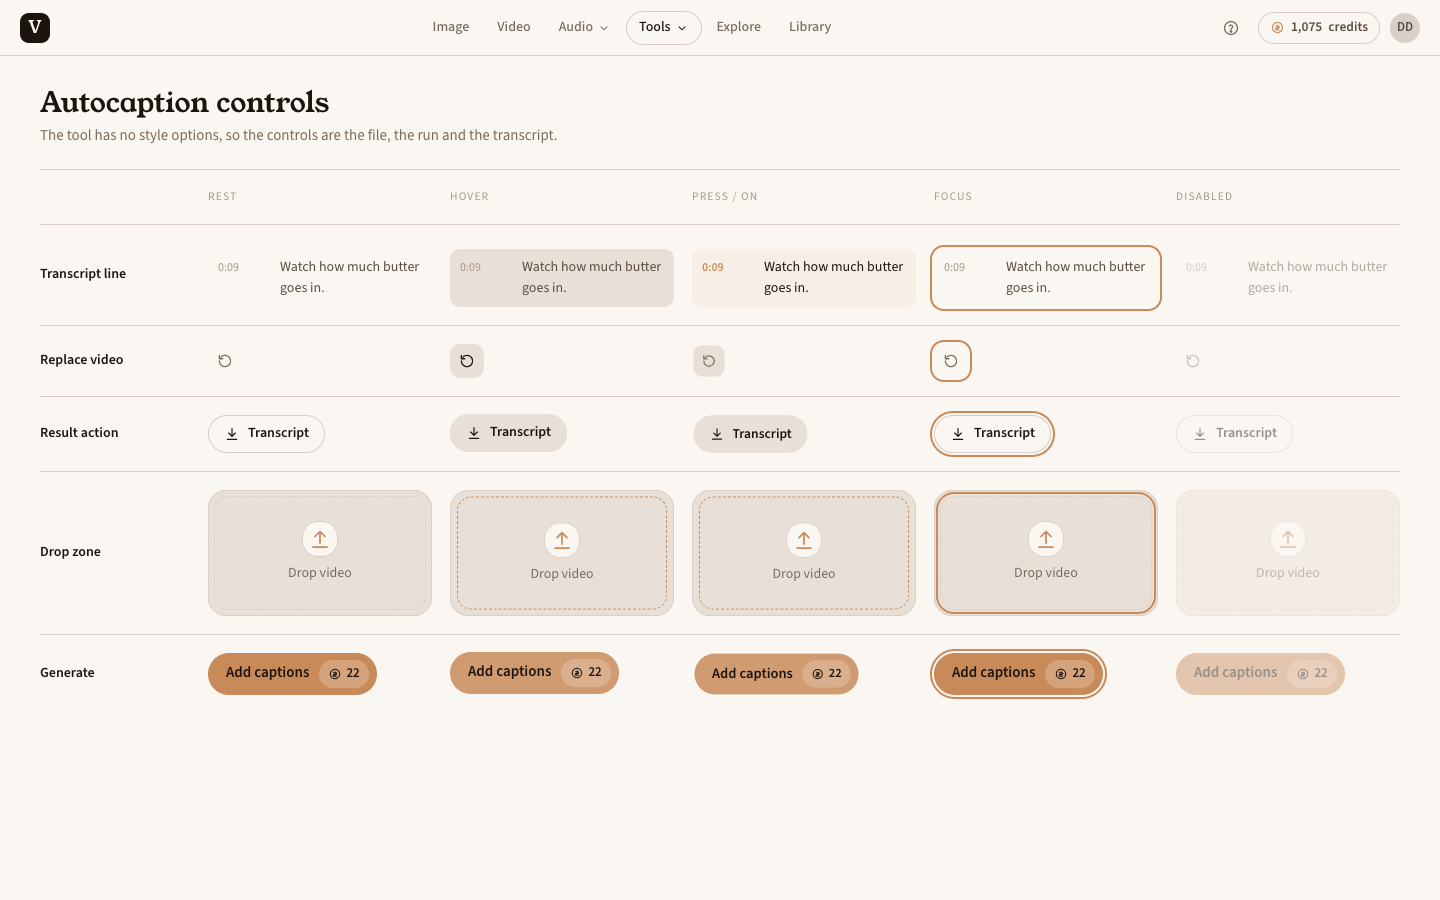 V Image Video Audio Tools Explore Library 1,075 credits DD
Autocaption controls
The tool has no style options, so the controls are the file, the run and the transcript.
REST HOVER PRESS / ON FOCUS DISABLED
Transcript line
0:09 Watch how much butter
goes in.
0:09 Watch how much butter
goes in.
0:09 Watch how much butter
goes in.
0:09 Watch how much butter
goes in.
0:09 Watch how much butter
goes in.
Replace video
Result action Transcript Transcript Transcript Transcript Transcript
Drop zone Drop video Drop video Drop video Drop video Drop video
Generate Add captions 22 Add captions 22 Add captions 22 Add captions 22 Add captions 22